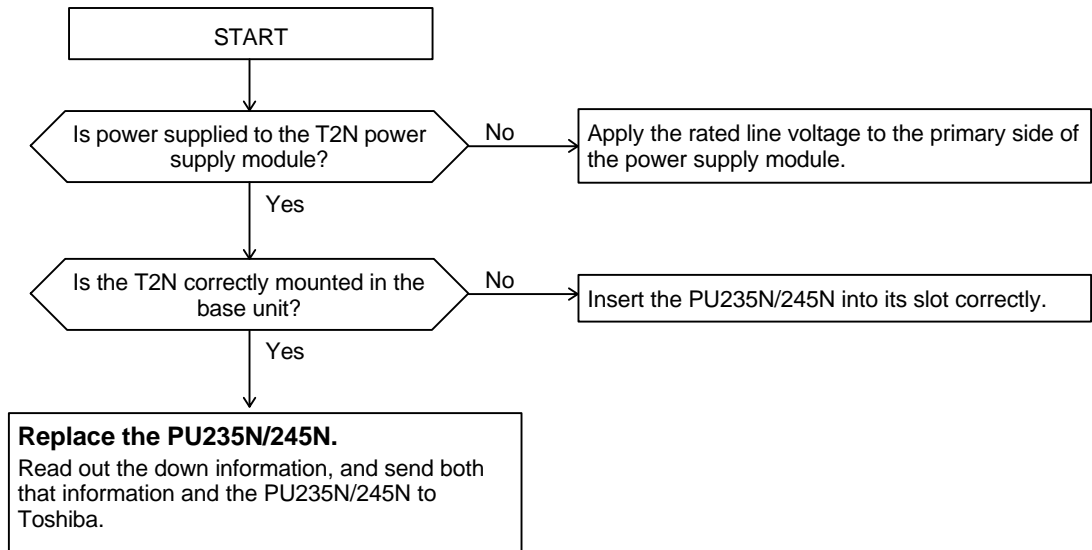 START
Is power supplied to the T2N power
supply module?
No
Apply the rated line voltage to the primary side of
the power supply module.
Yes
Is the T2N correctly mounted in the
base unit?
No
Insert the PU235N/245N into its slot correctly.
Yes
Replace the PU235N/245N.
Read out the down information, and send both
that information and the PU235N/245N to
Toshiba.